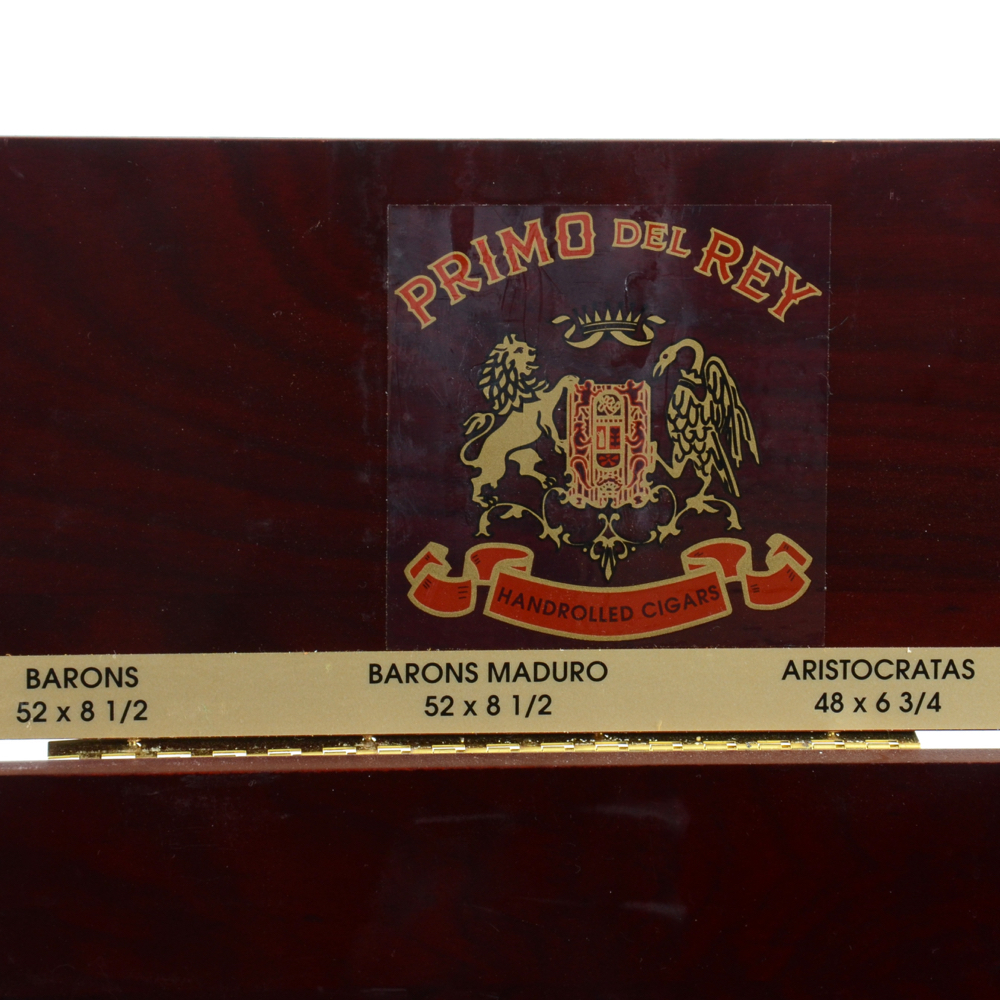 PRIMO DEL REY
HANDROLLED CIGARS
BARONS
52 x 8 1/2
BARONS MADURO
52 x 8 1/2
ARISTOCRATAS
48 x 6 3/4